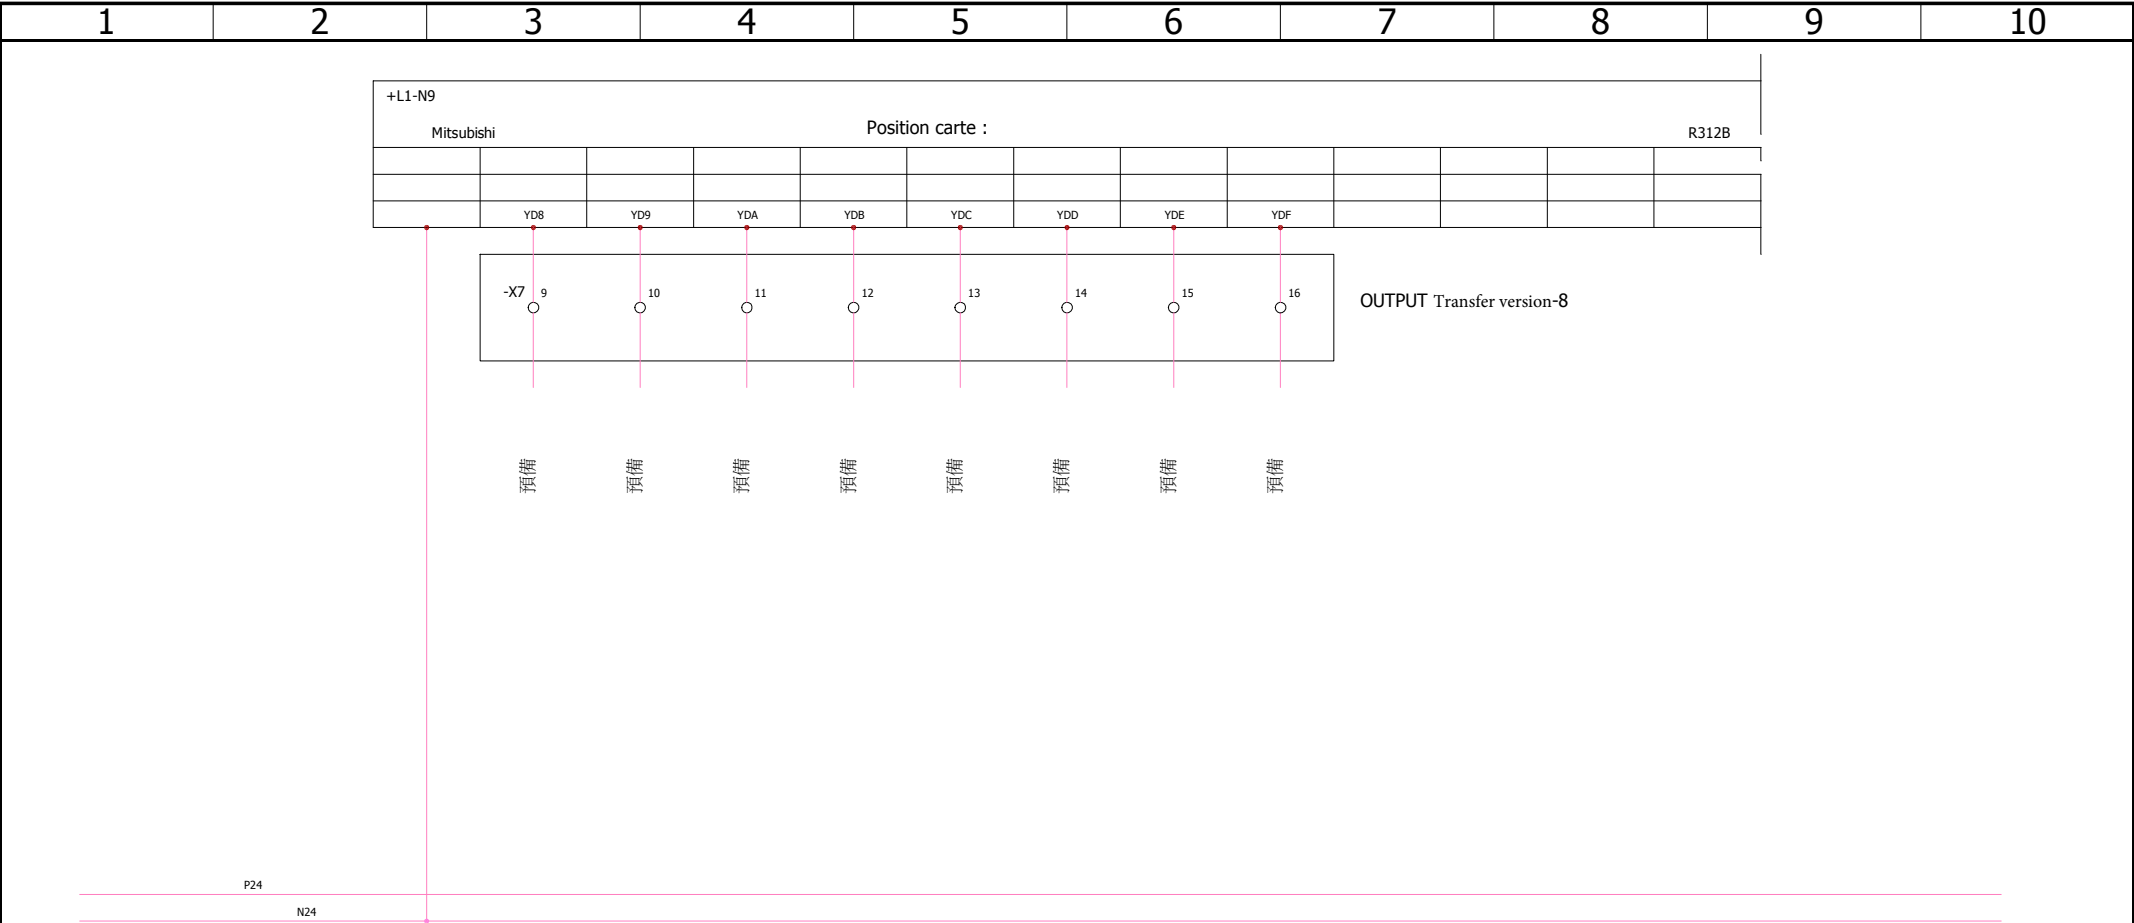 1 2 3 4 5 6 7 8 9 10
+L1-N9
Mitsubishi Position carte : R312B
YD8 YD9 YDA YDB YDC YDD YDE YDF
-X7 9 10 11 12 13 14 15 16
OUTPUT Transfer version-8
預備 預備 預備 預備 預備 預備 預備 預備
P24
N24